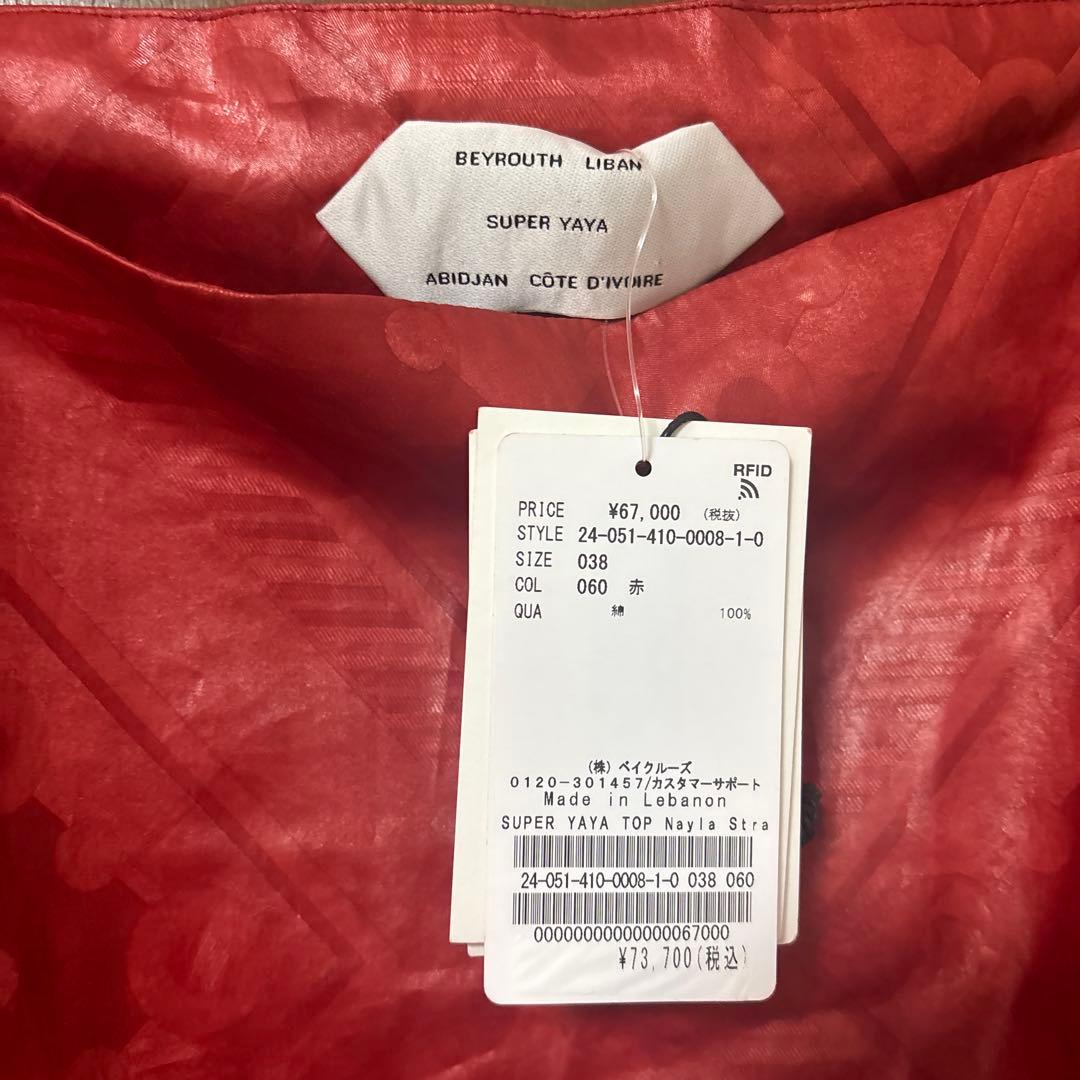 BEYROUTH LIBAN
SUPER YAYA
ABIDJAN CÔTE D'IVOIRE
RFID
PRICE ¥67,000 (税抜)
STYLE 24-051-410-0008-1-0
SIZE 038
COL 060 赤
QUA 綿 100%
(株)ベイクルーズ
0120-301457/カスタマーサポート
Made in Lebanon
SUPER YAYA TOP Nayla Stra
24-051-410-0008-1-0 038 060
00000000000000067000
¥73,700(税込)